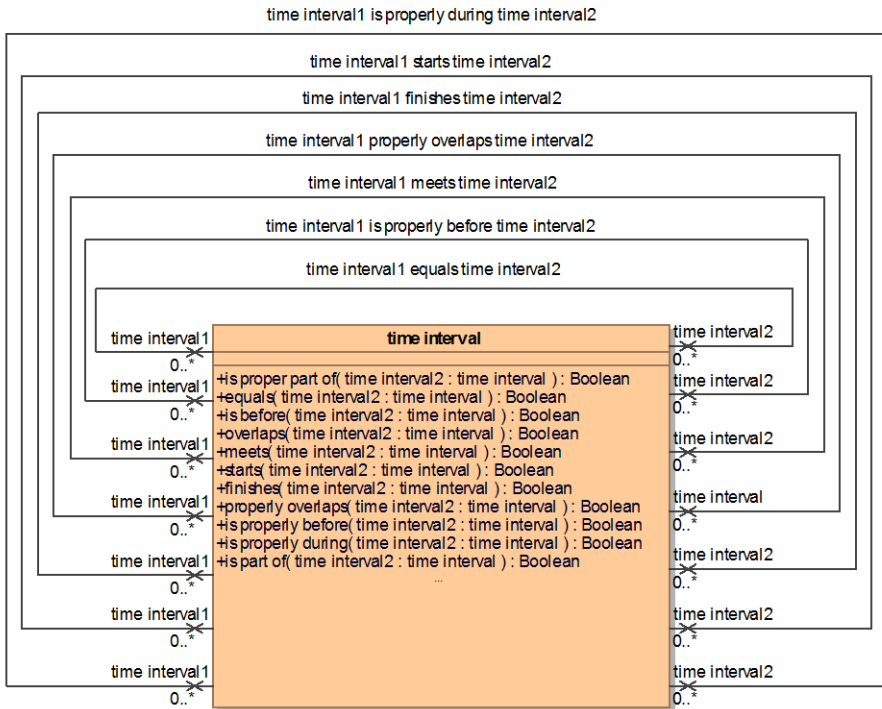 time interval1 is properly during time interval2
time interval1 starts time interval2
time interval1 finishes time interval2
time interval1 properly overlaps time interval2
time interval1 meets time interval2
time interval1 is properly before time interval2
time interval1 equals time interval2
time interval1
time interval
time interval2
0..*
0..*
+is proper part of( time interval2 : time interval ) : Boolean
time interval1
+equals( time interval2 : time interval ) : Boolean
time interval2
0..*
+is before( time interval2 : time interval ) : Boolean
0..*
+overlaps( time interval2 : time interval ) : Boolean
time interval1
+meets( time interval2 : time interval ) : Boolean
time interval2
0..*
+starts( time interval2 : time interval ) : Boolean
0..*
+finishes( time interval2 : time interval ) : Boolean
time interval1
+properly overlaps( time interval2 : time interval ) : Boolean
time interval
0..*
+is properly before( time interval2 : time interval ) : Boolean
0..*
+is properly during( time interval2 : time interval ) : Boolean
time interval1
+is part of( time interval2 : time interval ) : Boolean
time interval2
0..*
...
0..*
time interval1
time interval2
0..*
0..*
time interval1
time interval2
0..*
0..*